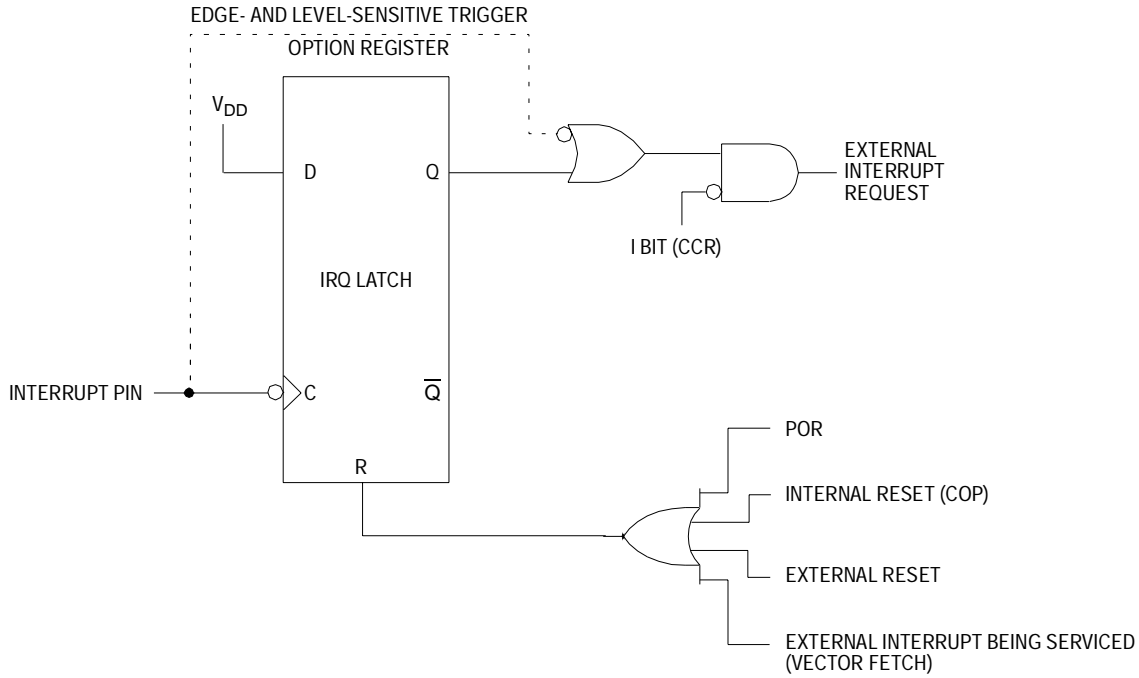 EDGE- AND LEVEL-SENSITIVE TRIGGER
OPTION REGISTER
VDD
D
Q
EXTERNAL
INTERRUPT
REQUEST
I BIT (CCR)
IRQ LATCH
INTERRUPT PIN
C
Q̅
R
POR
INTERNAL RESET (COP)
EXTERNAL RESET
EXTERNAL INTERRUPT BEING SERVICED
(VECTOR FETCH)